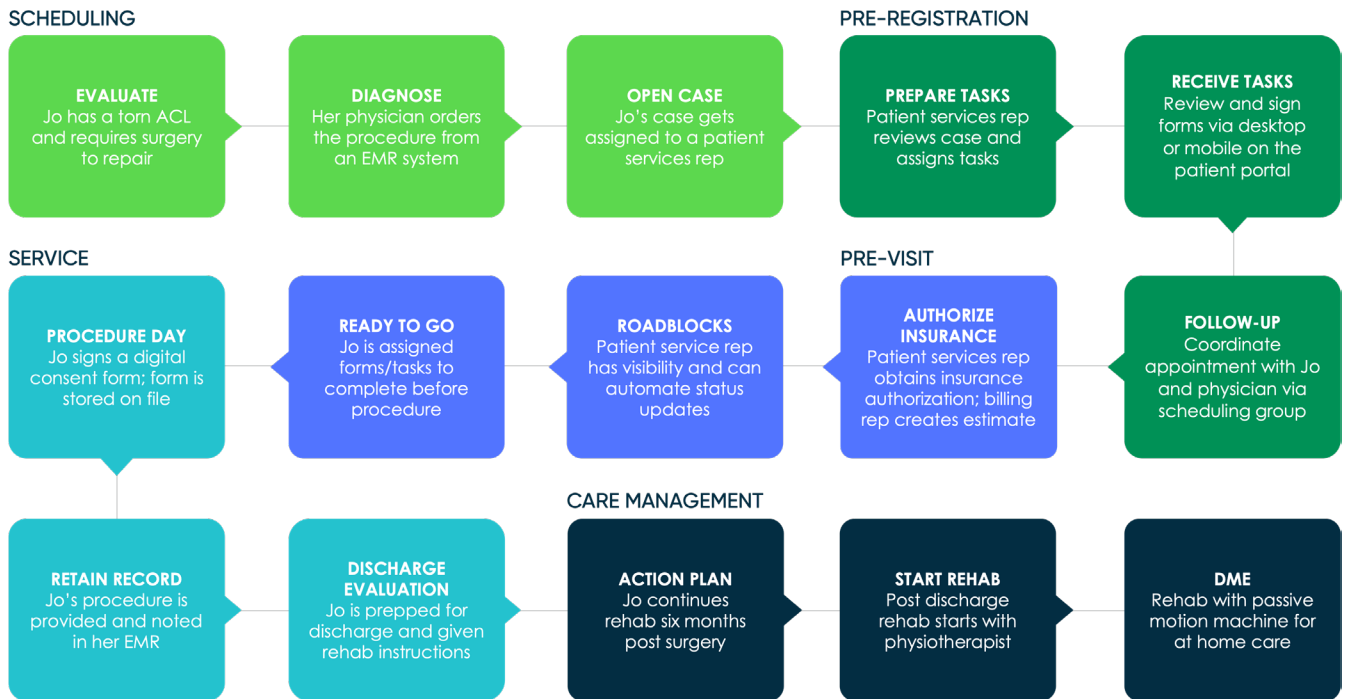 SCHEDULING
EVALUATE
Jo has a torn ACL
and requires surgery
to repair
DIAGNOSE
Her physician orders
the procedure from
an EMR system
OPEN CASE
Jo's case gets
assigned to a patient
services rep
PRE-REGISTRATION
PREPARE TASKS
Patient services rep
reviews case and
assigns tasks
RECEIVE TASKS
Review and sign
forms via desktop
or mobile on the
patient portal
FOLLOW-UP
Coordinate
appointment with Jo
and physician via
scheduling group
PRE-VISIT
AUTHORIZE
INSURANCE
Patient services rep
obtains insurance
authorization; billing
rep creates estimate
ROADBLOCKS
Patient service rep
has visibility and can
automate status
updates
READY TO GO
Jo is assigned
forms/tasks to
complete before
procedure
SERVICE
PROCEDURE DAY
Jo signs a digital
consent form; form is
stored on file
RETAIN RECORD
Jo's procedure is
provided and noted
in her EMR
DISCHARGE
EVALUATION
Jo is prepped for
discharge and given
rehab instructions
CARE MANAGEMENT
ACTION PLAN
Jo continues
rehab six months
post surgery
START REHAB
Post discharge
rehab starts with
physiotherapist
DME
Rehab with passive
motion machine for
at home care